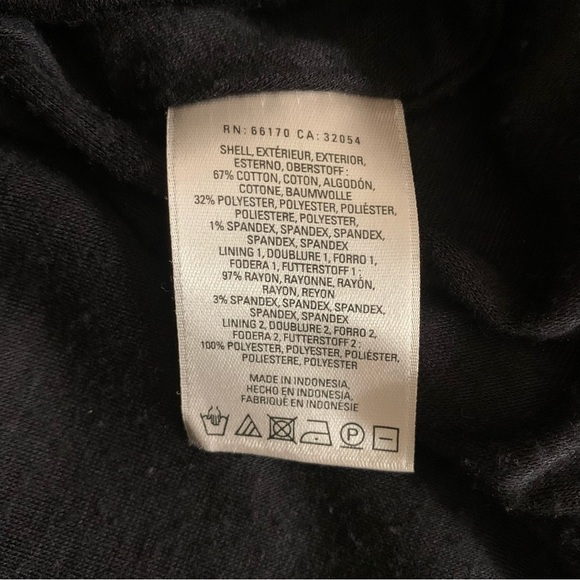 RN: 66170 CA: 32054
SHELL, EXTÉRIEUR, EXTERIOR,
ESTERNO, OBERSTOFF:
67% COTTON, COTON, ALGODÓN,
COTONE, BAUMWOLLE
32% POLYESTER, POLYESTER, POLIÉSTER,
POLIESTERE, POLYESTER,
1% SPANDEX, SPANDEX, SPANDEX,
SPANDEX, SPANDEX
LINING 1, DOUBLURE 1, FORRO 1,
FODERA 1, FUTTERSTOFF 1:
97% RAYON, RAYONNE, RAYÓN,
RAYON, REYON
3% SPANDEX, SPANDEX, SPANDEX,
SPANDEX, SPANDEX
LINING 2, DOUBLURE 2, FORRO 2,
FODERA 2, FUTTERSTOFF 2:
100% POLYESTER, POLYESTER, POLIÉSTER,
POLIESTERE, POLYESTER
MADE IN INDONESIA,
HECHO EN INDONESIA,
FABRIQUÉ EN INDONÉSIE
P